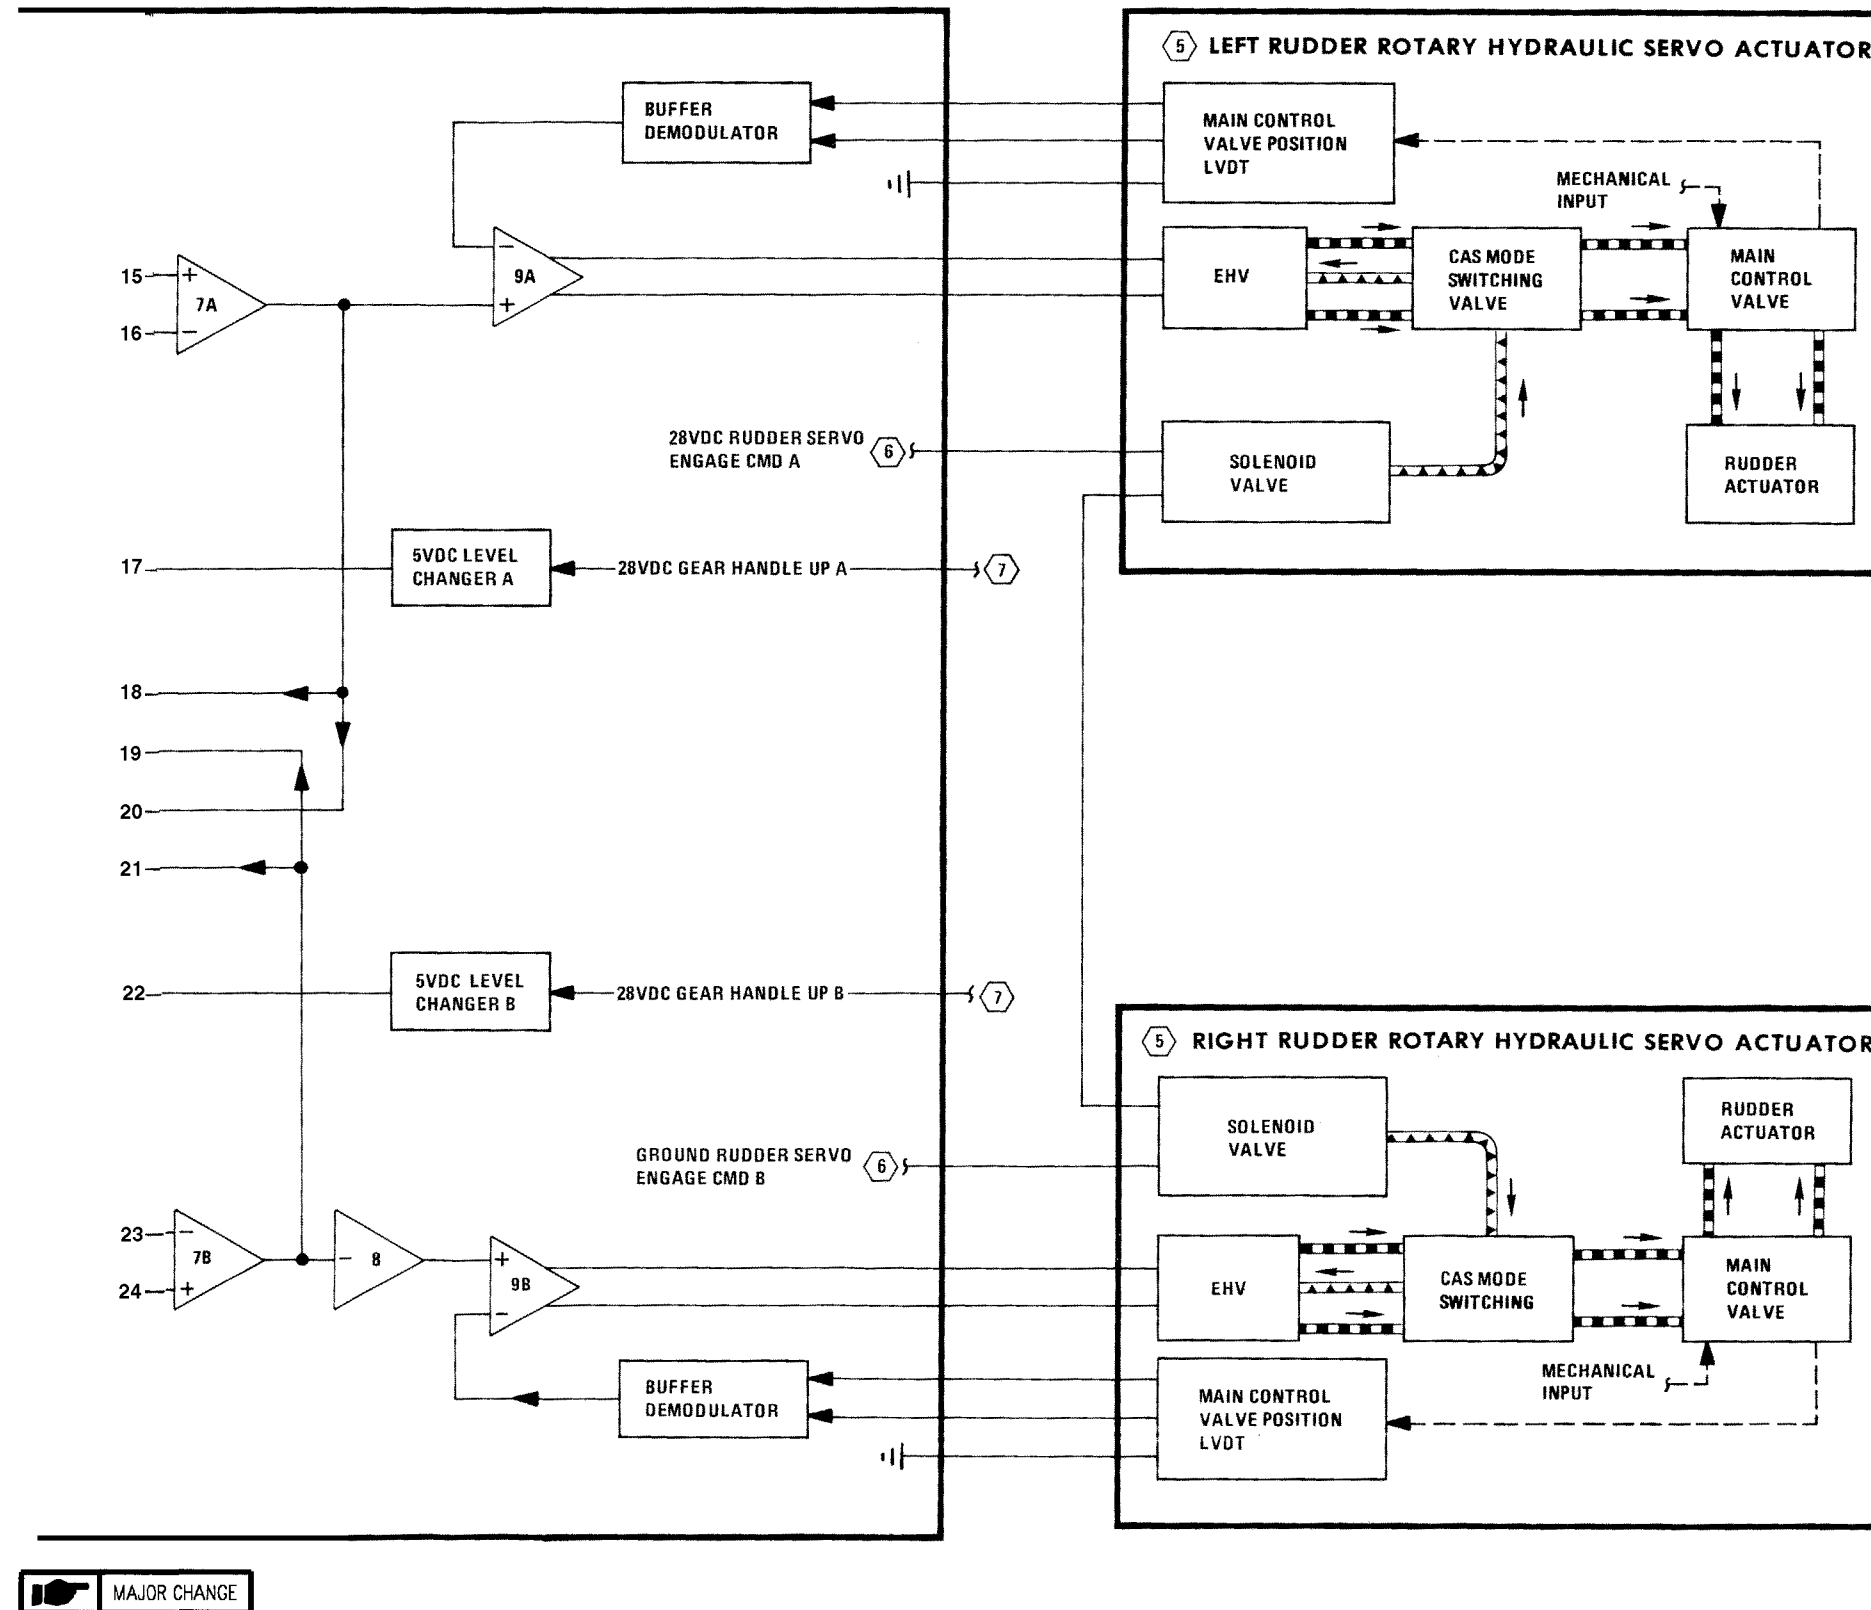 5 LEFT RUDDER ROTARY HYDRAULIC SERVO ACTUATOR
BUFFER
DEMODULATOR
MAIN CONTROL
VALVE POSITION
LVDT
MECHANICAL
INPUT
15
+
7A
16
−
−
9A
+
EHV
CAS MODE
SWITCHING
VALVE
MAIN
CONTROL
VALVE
28VDC RUDDER SERVO
ENGAGE CMD A
6
SOLENOID
VALVE
RUDDER
ACTUATOR
17
5VDC LEVEL
CHANGER A
28VDC GEAR HANDLE UP A
7
18
19
20
21
22
5VDC LEVEL
CHANGER B
28VDC GEAR HANDLE UP B
7
5 RIGHT RUDDER ROTARY HYDRAULIC SERVO ACTUATOR
SOLENOID
VALVE
RUDDER
ACTUATOR
GROUND RUDDER SERVO
ENGAGE CMD B
6
23
−
7B
24
+
−
8
+
9B
−
EHV
CAS MODE
SWITCHING
MAIN
CONTROL
VALVE
MECHANICAL
INPUT
BUFFER
DEMODULATOR
MAIN CONTROL
VALVE POSITION
LVDT
MAJOR CHANGE